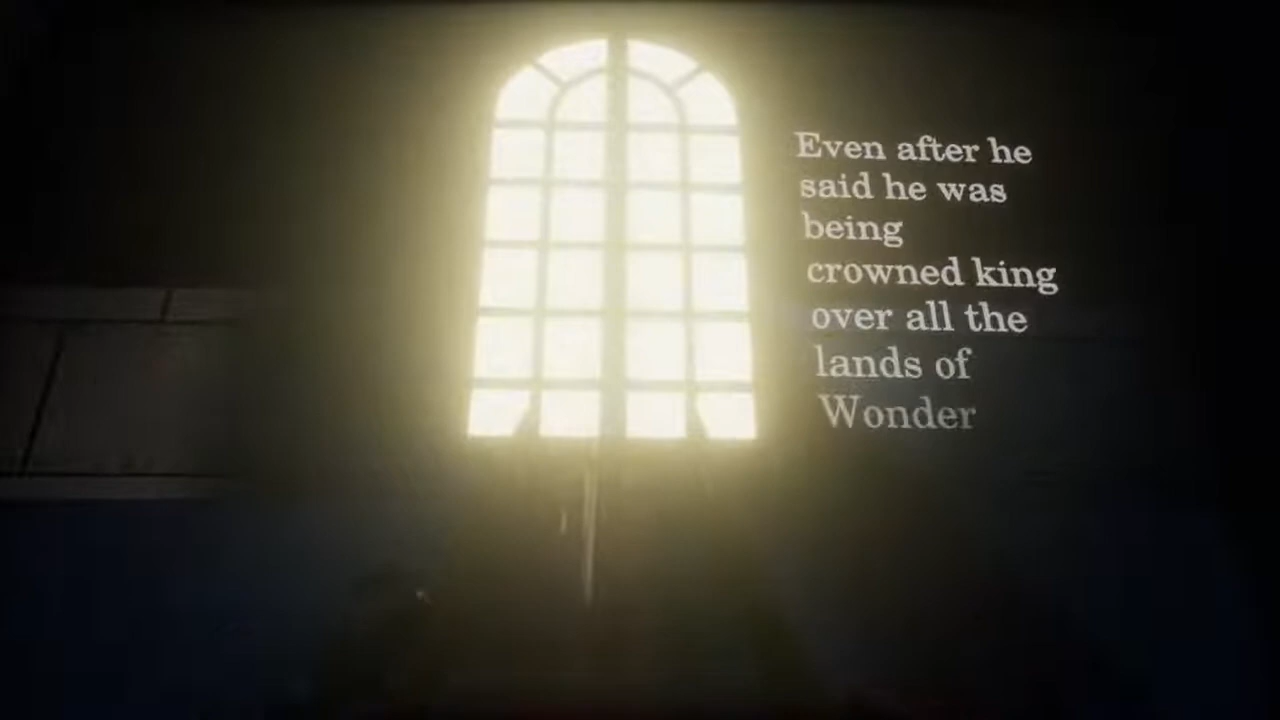 Even after he
said he was
being
crowned king
over all the
lands of
Wonder